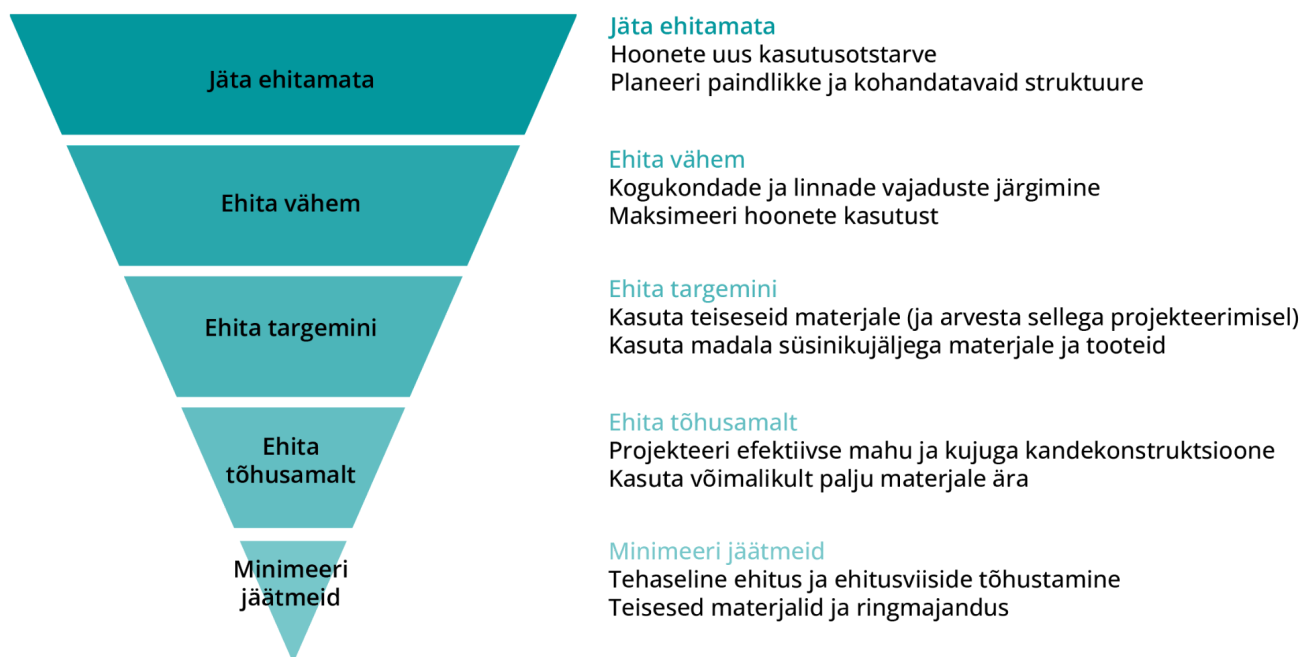 Jäta ehitamata
Jäta ehitamata
Hoonete uus kasutusotstarve
Planeeri paindlikke ja kohandatavaid struktuure
Ehita vähem
Ehita vähem
Kogukondade ja linnade vajaduste järgimine
Maksimeeri hoonete kasutust
Ehita targemini
Ehita targemini
Kasuta teiseseid materjale (ja arvesta sellega projekteerimisel)
Kasuta madala süsinikujäljega materjale ja tooteid
Ehita
tõhusamalt
Ehita tõhusamalt
Projekteeri efektiivse mahu ja kujuga kandekonstruktsioone
Kasuta võimalikult palju materjale ära
Minimeeri
jäätmeid
Minimeeri jäätmeid
Tehaseline ehitus ja ehitusviiside tõhustamine
Teisesed materjalid ja ringmajandus